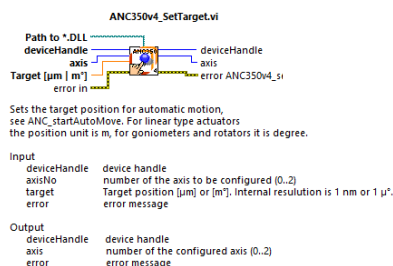 ANC350v4_SetTarget.vi
Path to *.DLL
deviceHandle
deviceHandle
axis
axis
Target [µm | m°]
error ANC350v4_s
error in
ANC350
Sets the target position for automatic motion,
see ANC_startAutoMove. For linear type actuators
the position unit is m, for goniometers and rotators it is degree.
Input
deviceHandle device handle
axisNo number of the axis to be configured (0..2)
target Target position [µm] or [m°]. Internal resulution is 1 nm or 1 µ°.
error error message
Output
deviceHandle device handle
axis number of the configured axis (0..2)
error error message